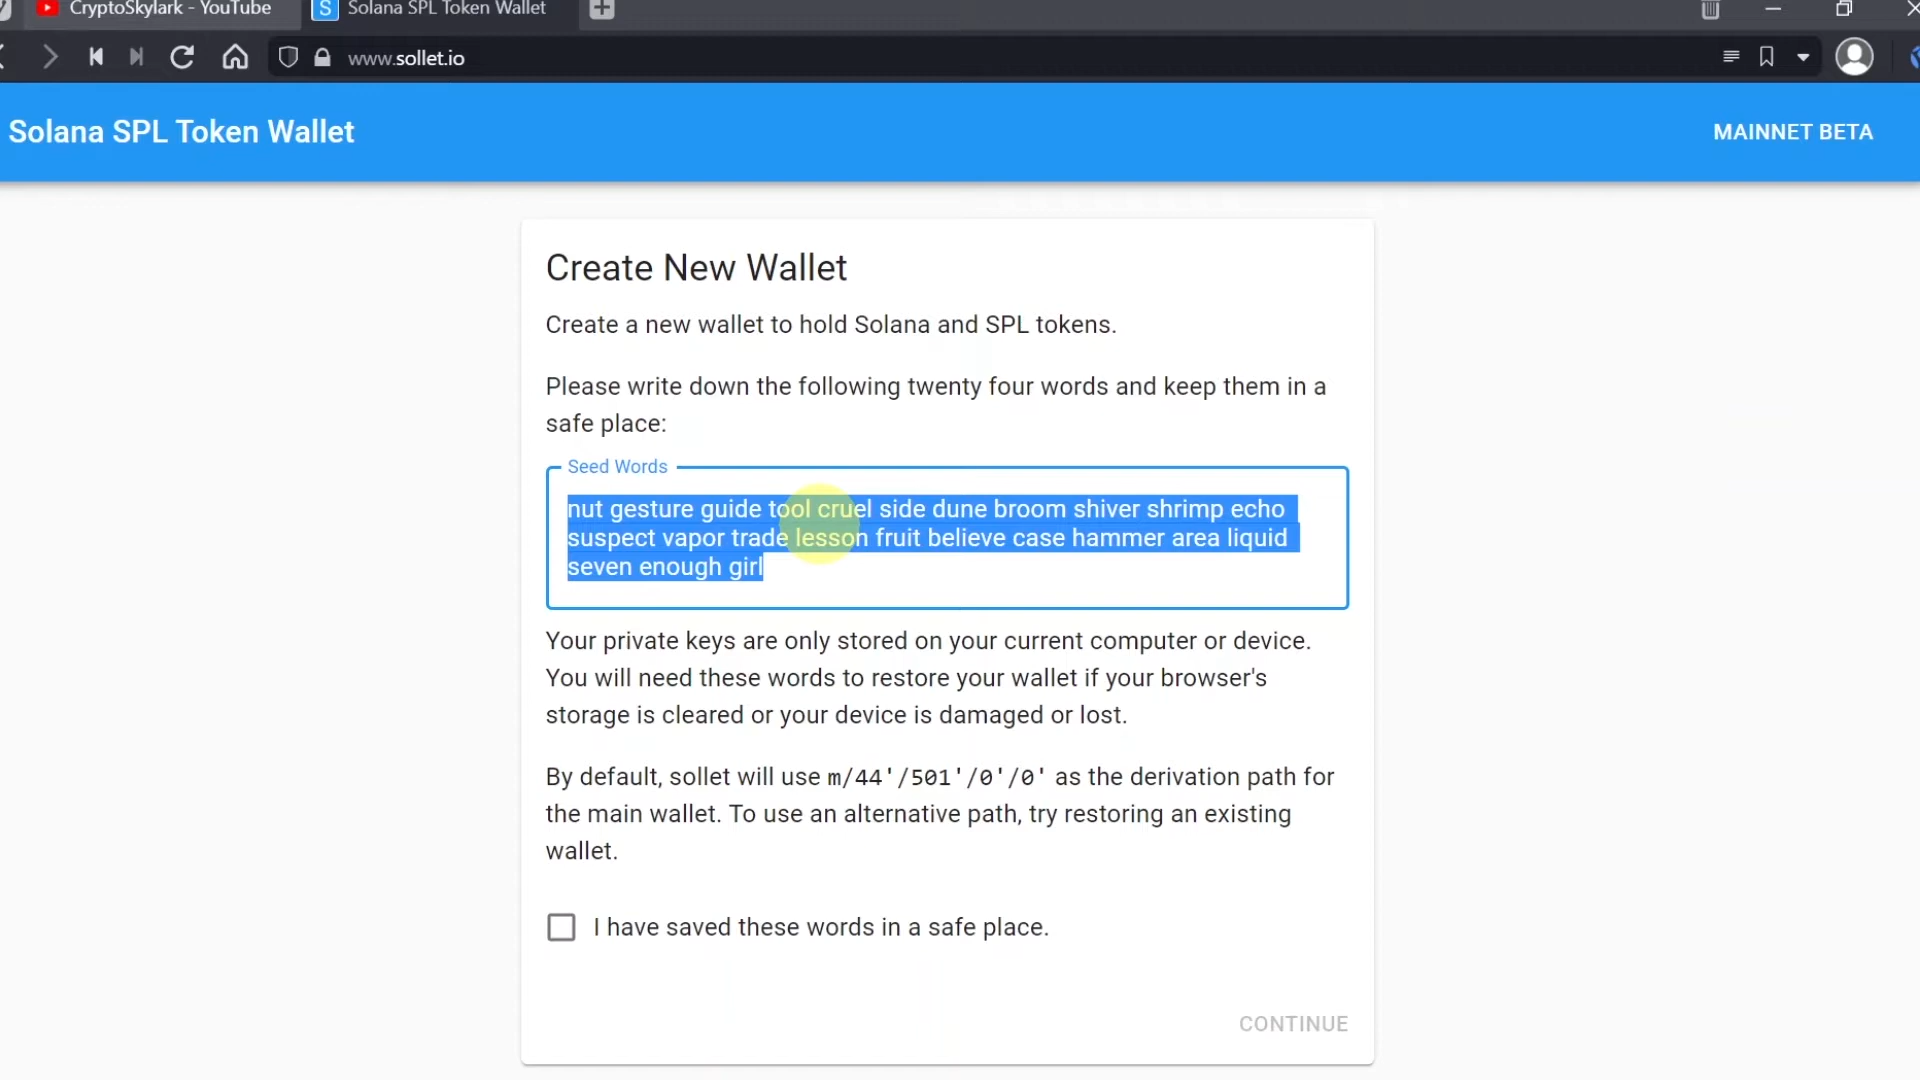 CryptoSkylark - YouTube
Solana SPL Token Wallet
www.sollet.io
Solana SPL Token Wallet
MAINNET BETA
Create New Wallet
Create a new wallet to hold Solana and SPL tokens.
Please write down the following twenty four words and keep them in a
safe place:
Seed Words
nut gesture guide tool cruel side dune broom shiver shrimp echo
suspect vapor trade lesson fruit believe case hammer area liquid
seven enough girl
Your private keys are only stored on your current computer or device.
You will need these words to restore your wallet if your browser's
storage is cleared or your device is damaged or lost.
By default, sollet will use m/44'/501'/0'/0' as the derivation path for
the main wallet. To use an alternative path, try restoring an existing
wallet.
I have saved these words in a safe place.
CONTINUE